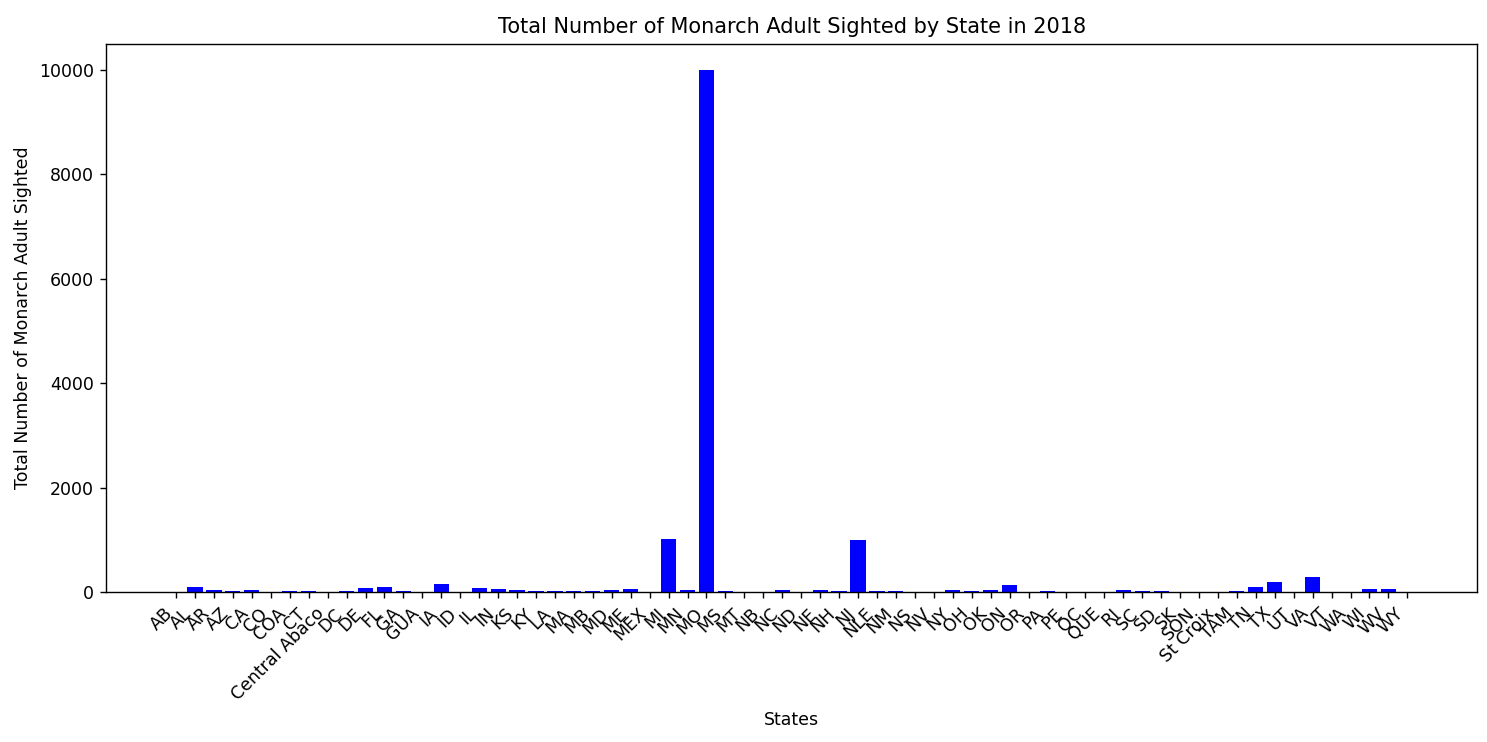 Total Number of Monarch Adult Sighted by State in 2018
Total Number of Monarch Adult Sighted
10000
8000
6000
4000
2000
0
AB
AL
AR
AZ
CA
CO
COA
CT
Central Abaco
DC
DE
FL
GA
GUA
IA
ID
IL
IN
KS
KY
LA
MA
MB
MD
ME
MEX
MI
MN
MO
MS
MT
NB
NC
ND
NE
NH
NJ
NLE
NM
NS
NV
NY
OH
OK
ON
OR
PA
PE
QC
QUE
RI
SC
SD
SK
SON
St Croix
TAM
TN
TX
UT
VA
VT
WA
WI
WV
WY
States